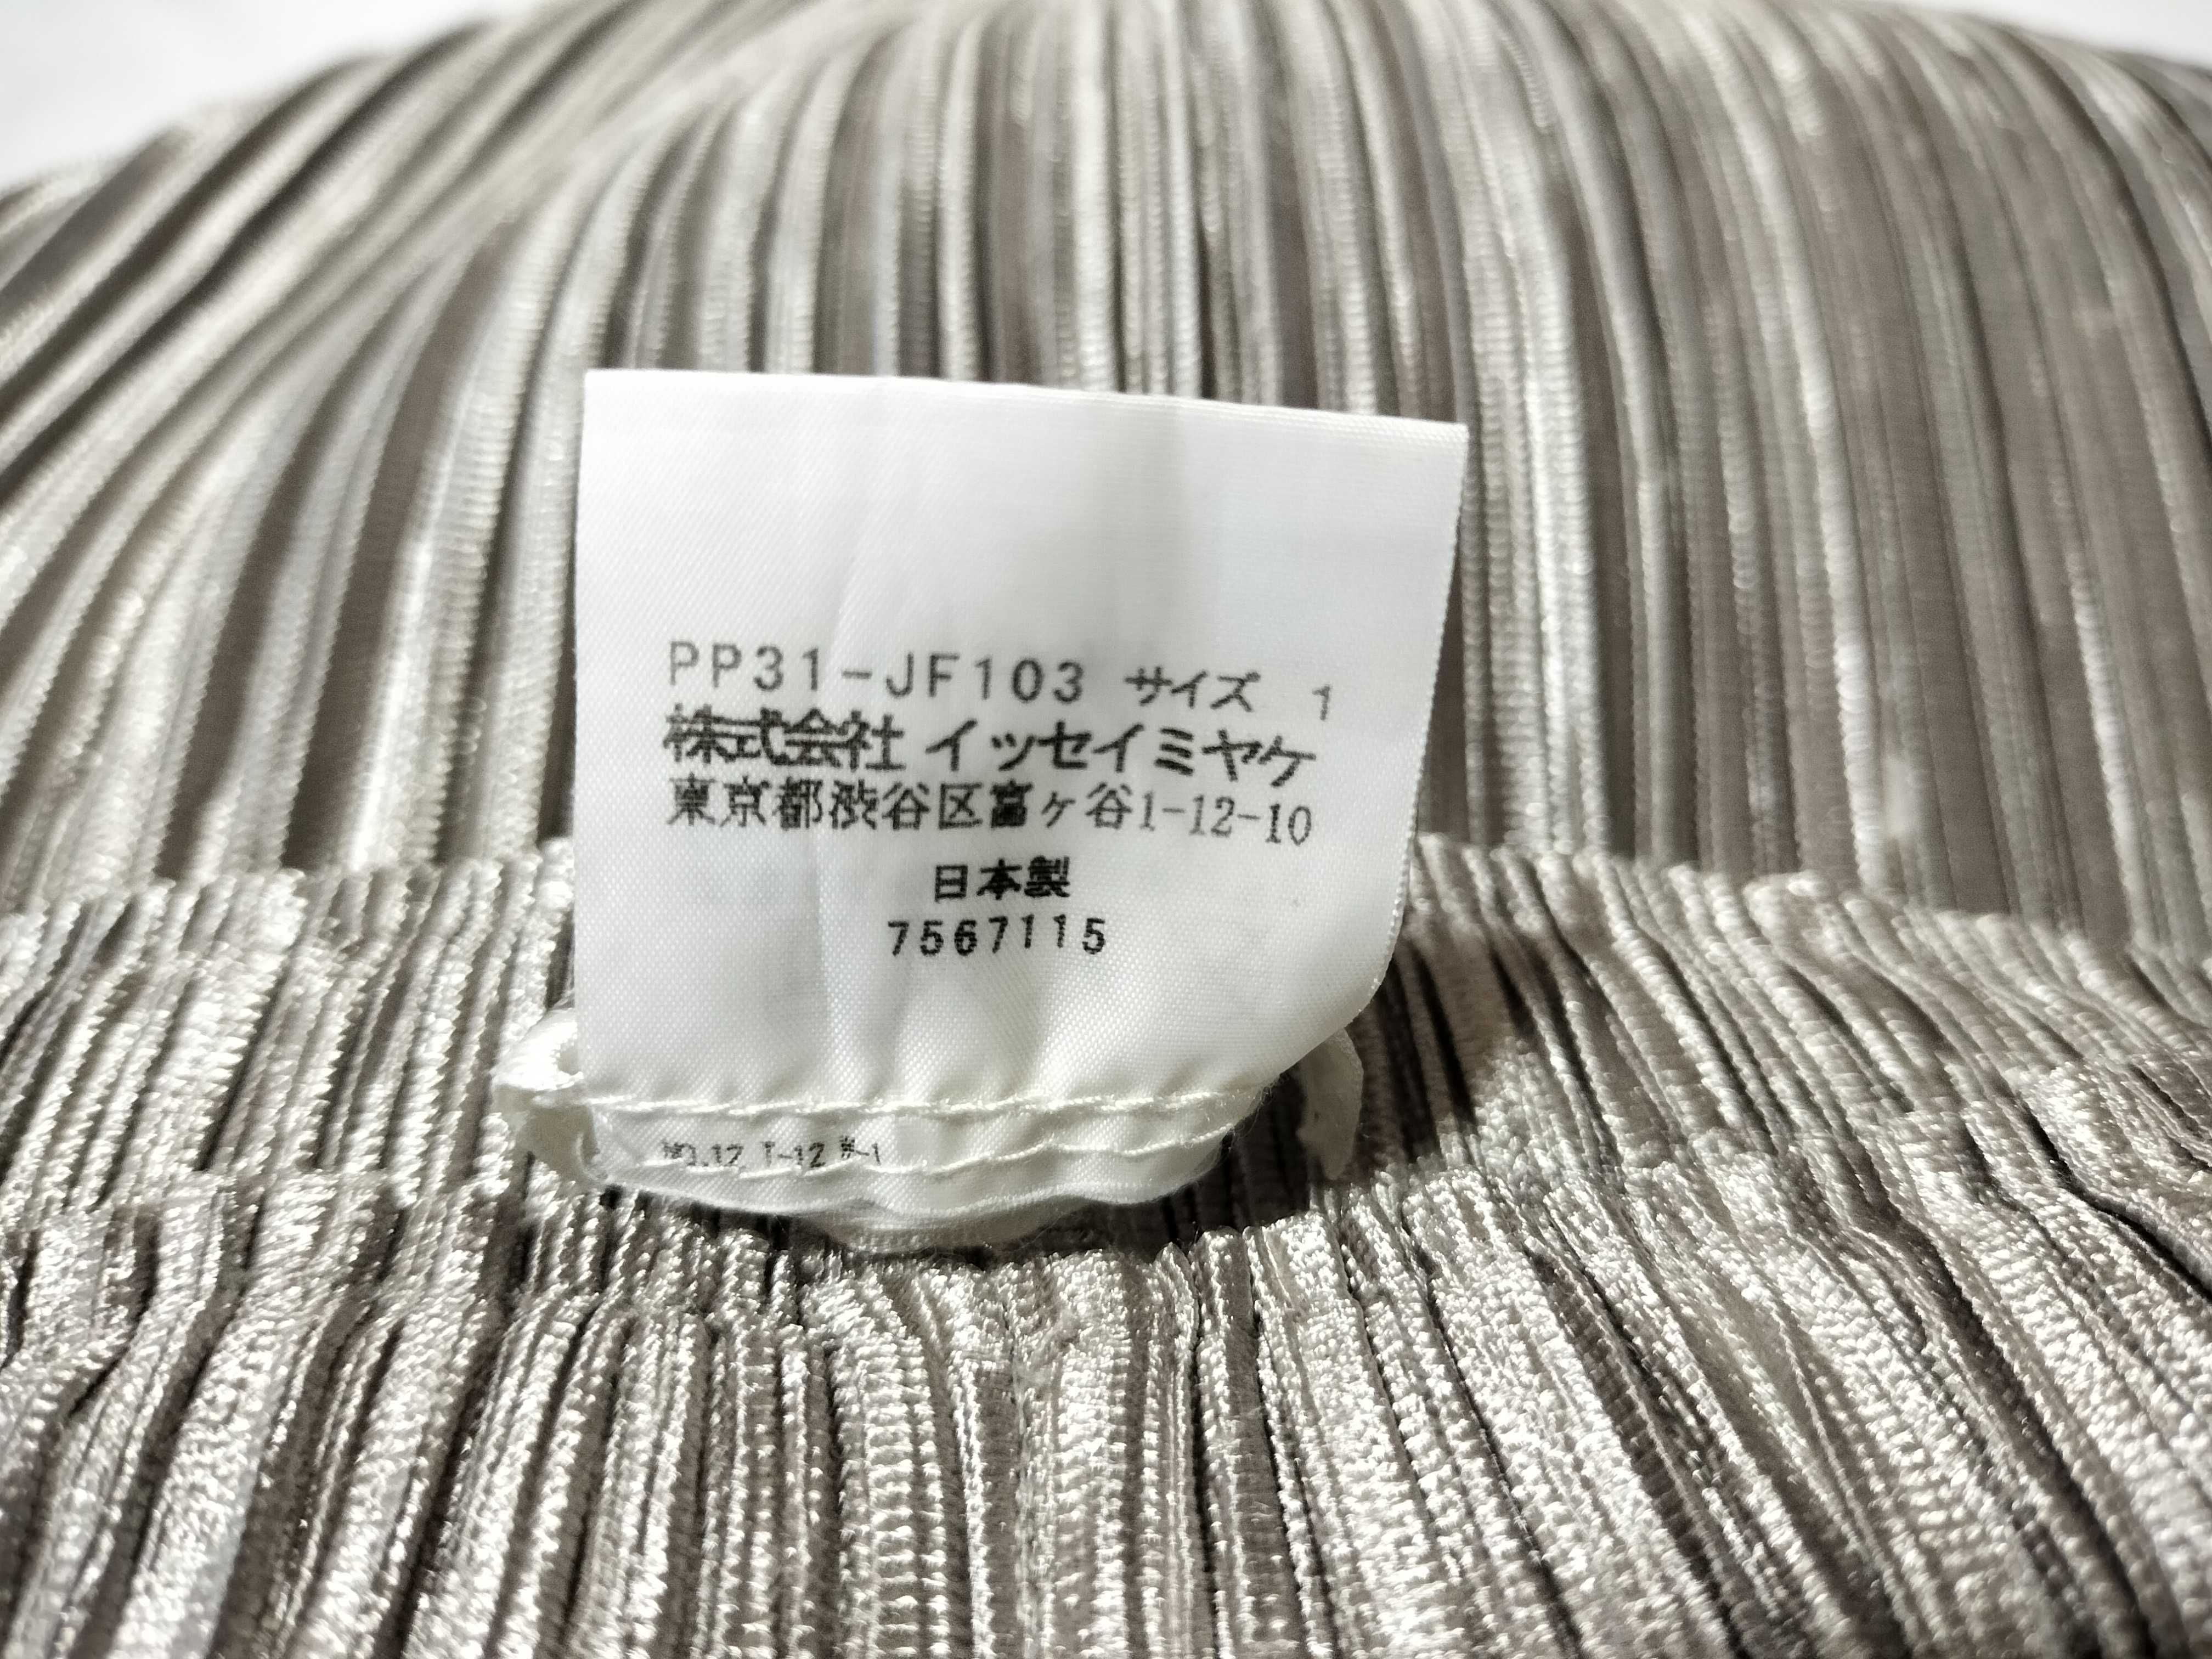 PP31-JF103 サイズ 1
株式会社 イッセイミヤケ
東京都渋谷区富ヶ谷1-12-10
日本製
7567115